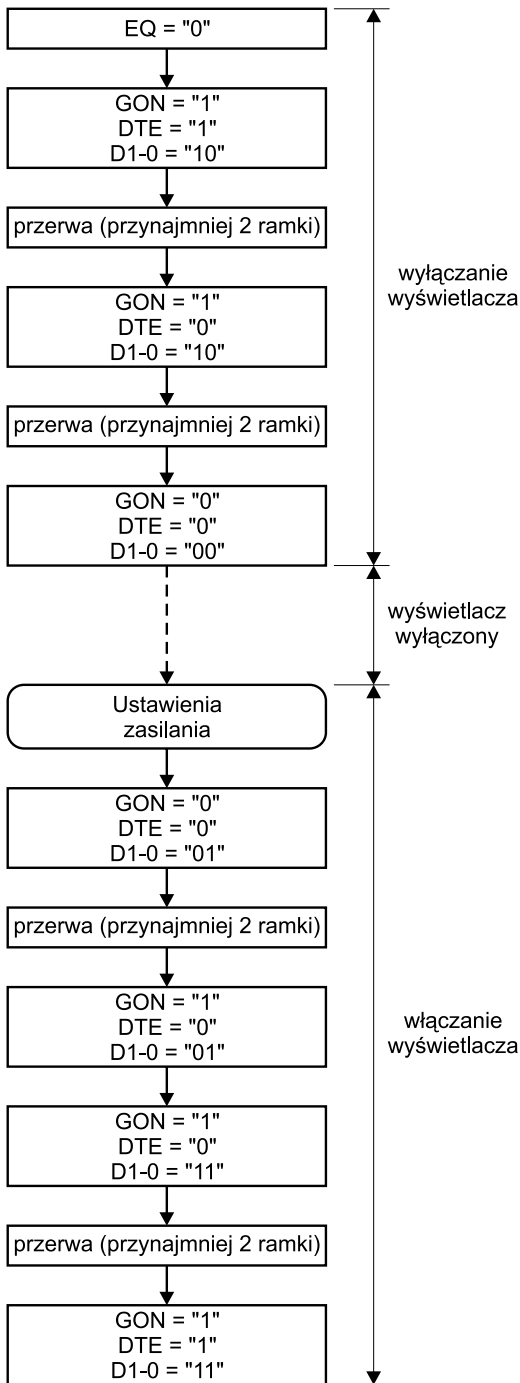 EQ = "0"
GON = "1"
DTE = "1"
D1-0 = "10"
przerwa (przynajmniej 2 ramki)
GON = "1"
DTE = "0"
D1-0 = "10"
przerwa (przynajmniej 2 ramki)
GON = "0"
DTE = "0"
D1-0 = "00"
wyłączanie
wyświetlacza
wyświetlacz
wyłączony
Ustawienia
zasilania
GON = "0"
DTE = "0"
D1-0 = "01"
przerwa (przynajmniej 2 ramki)
GON = "1"
DTE = "0"
D1-0 = "01"
GON = "1"
DTE = "0"
D1-0 = "11"
przerwa (przynajmniej 2 ramki)
GON = "1"
DTE = "1"
D1-0 = "11"
włączanie
wyświetlacza